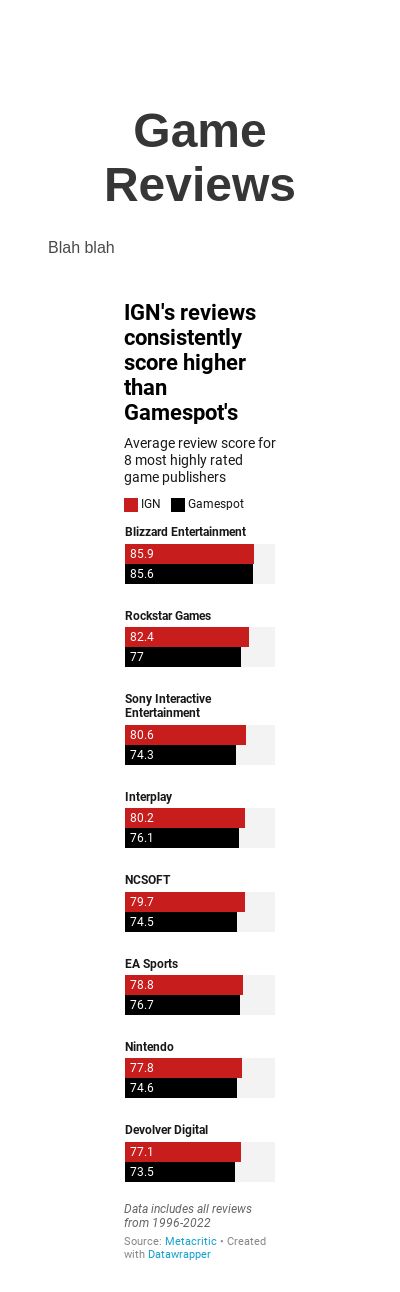 Game
Reviews
Blah blah
IGN's reviews
consistently
score higher
than
Gamespot's
Average review score for
8 most highly rated
game publishers
IGN Gamespot
Blizzard Entertainment
85.9
85.6
Rockstar Games
82.4
77
Sony Interactive
Entertainment
80.6
74.3
Interplay
80.2
76.1
NCSOFT
79.7
74.5
EA Sports
78.8
76.7
Nintendo
77.8
74.6
Devolver Digital
77.1
73.5
Data includes all reviews
from 1996-2022
Source: Metacritic • Created
with Datawrapper